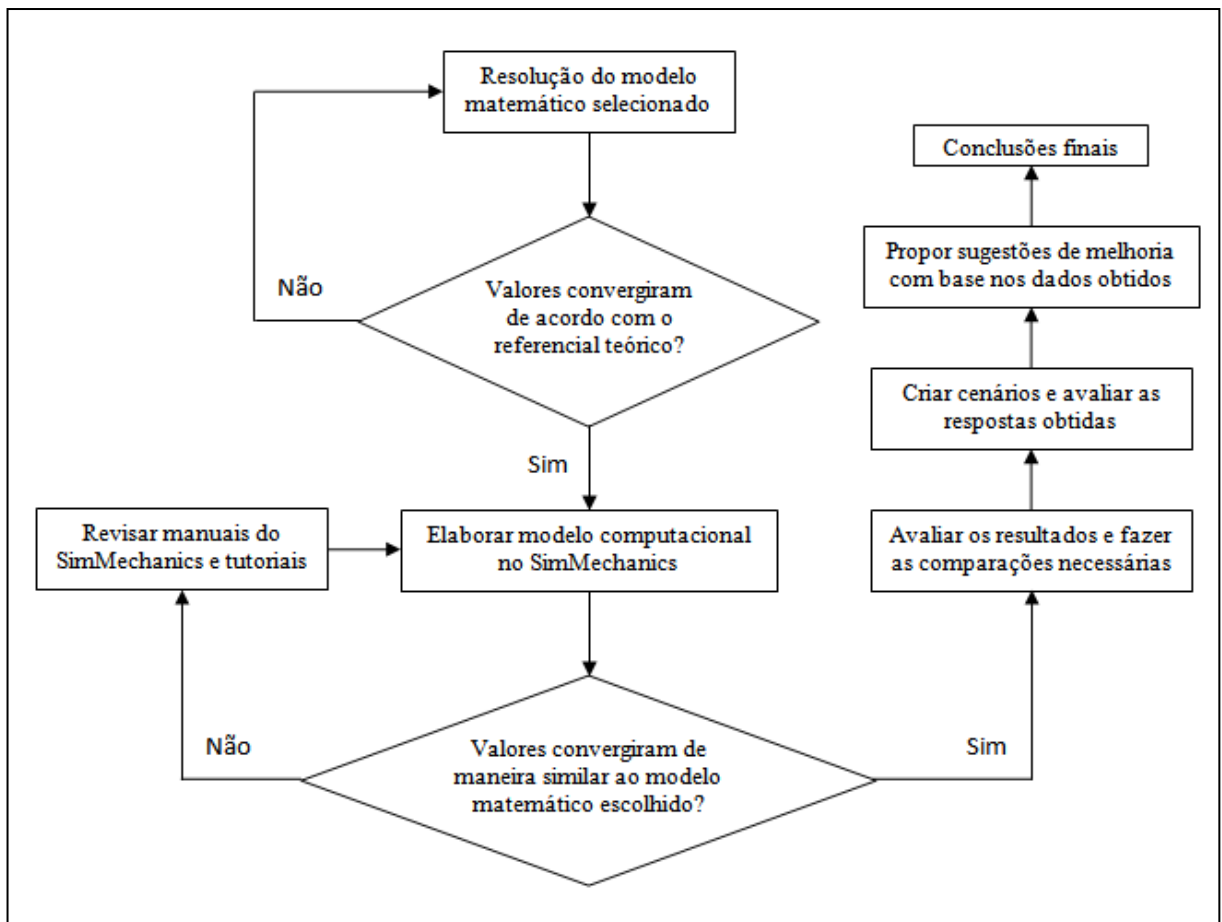 Resolução do modelo
matemático selecionado
Valores convergiram
de acordo com o
referencial teórico?
Não
Sim
Elaborar modelo computacional
no SimMechanics
Revisar manuais do
SimMechanics e tutoriais
Valores convergiram de
maneira similar ao modelo
matemático escolhido?
Não
Sim
Avaliar os resultados e fazer
as comparações necessárias
Criar cenários e avaliar as
respostas obtidas
Propor sugestões de melhoria
com base nos dados obtidos
Conclusões finais